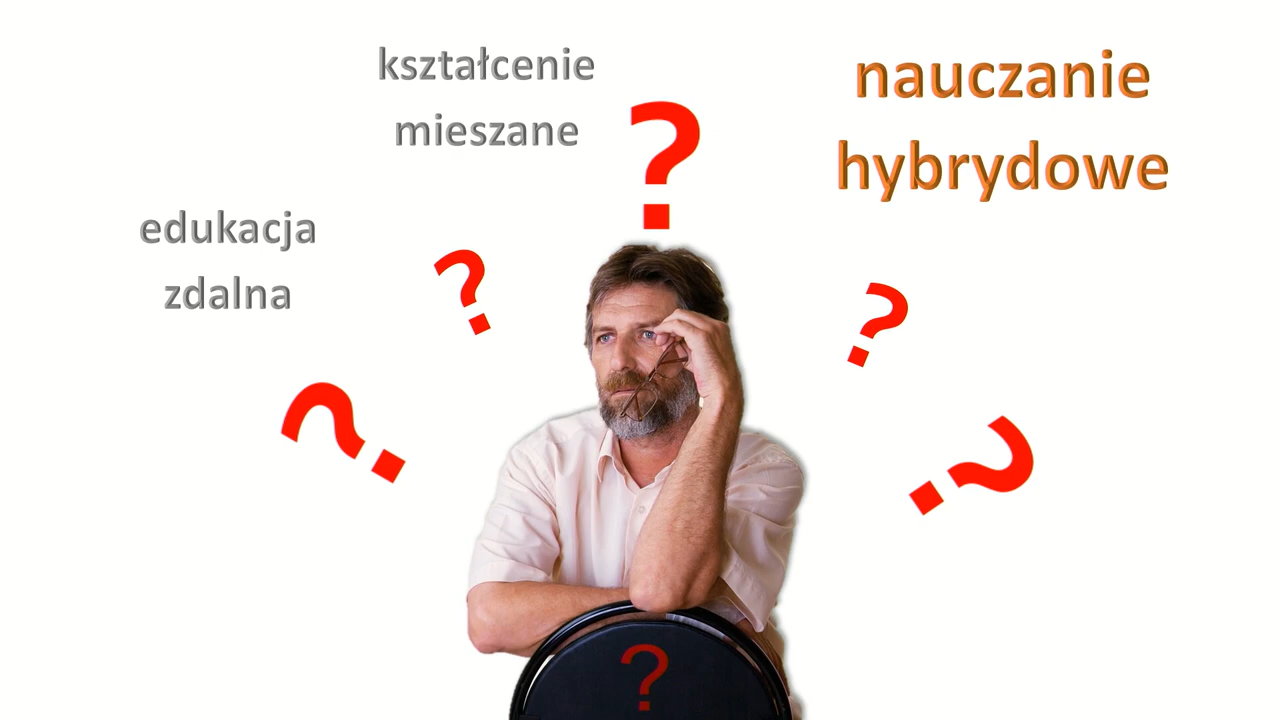 kształcenie
mieszane
nauczanie
hybrydowe
edukacja
zdalna
?
?
?
?
?
?